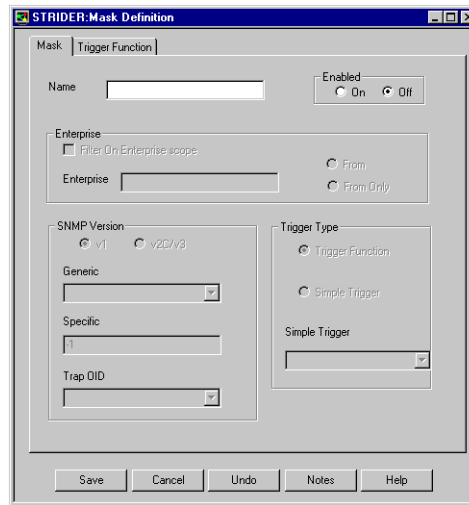 STRIDER:Mask Definition
Mask Trigger Function
Name
Enabled
On Off
Enterprise
Filter On Enterprise scope
Enterprise
From
From Only
SNMP Version
v1 v2C/v3
Generic
Specific
-1
Trap OID
Trigger Type
Trigger Function
Simple Trigger
Simple Trigger
Save Cancel Undo Notes Help